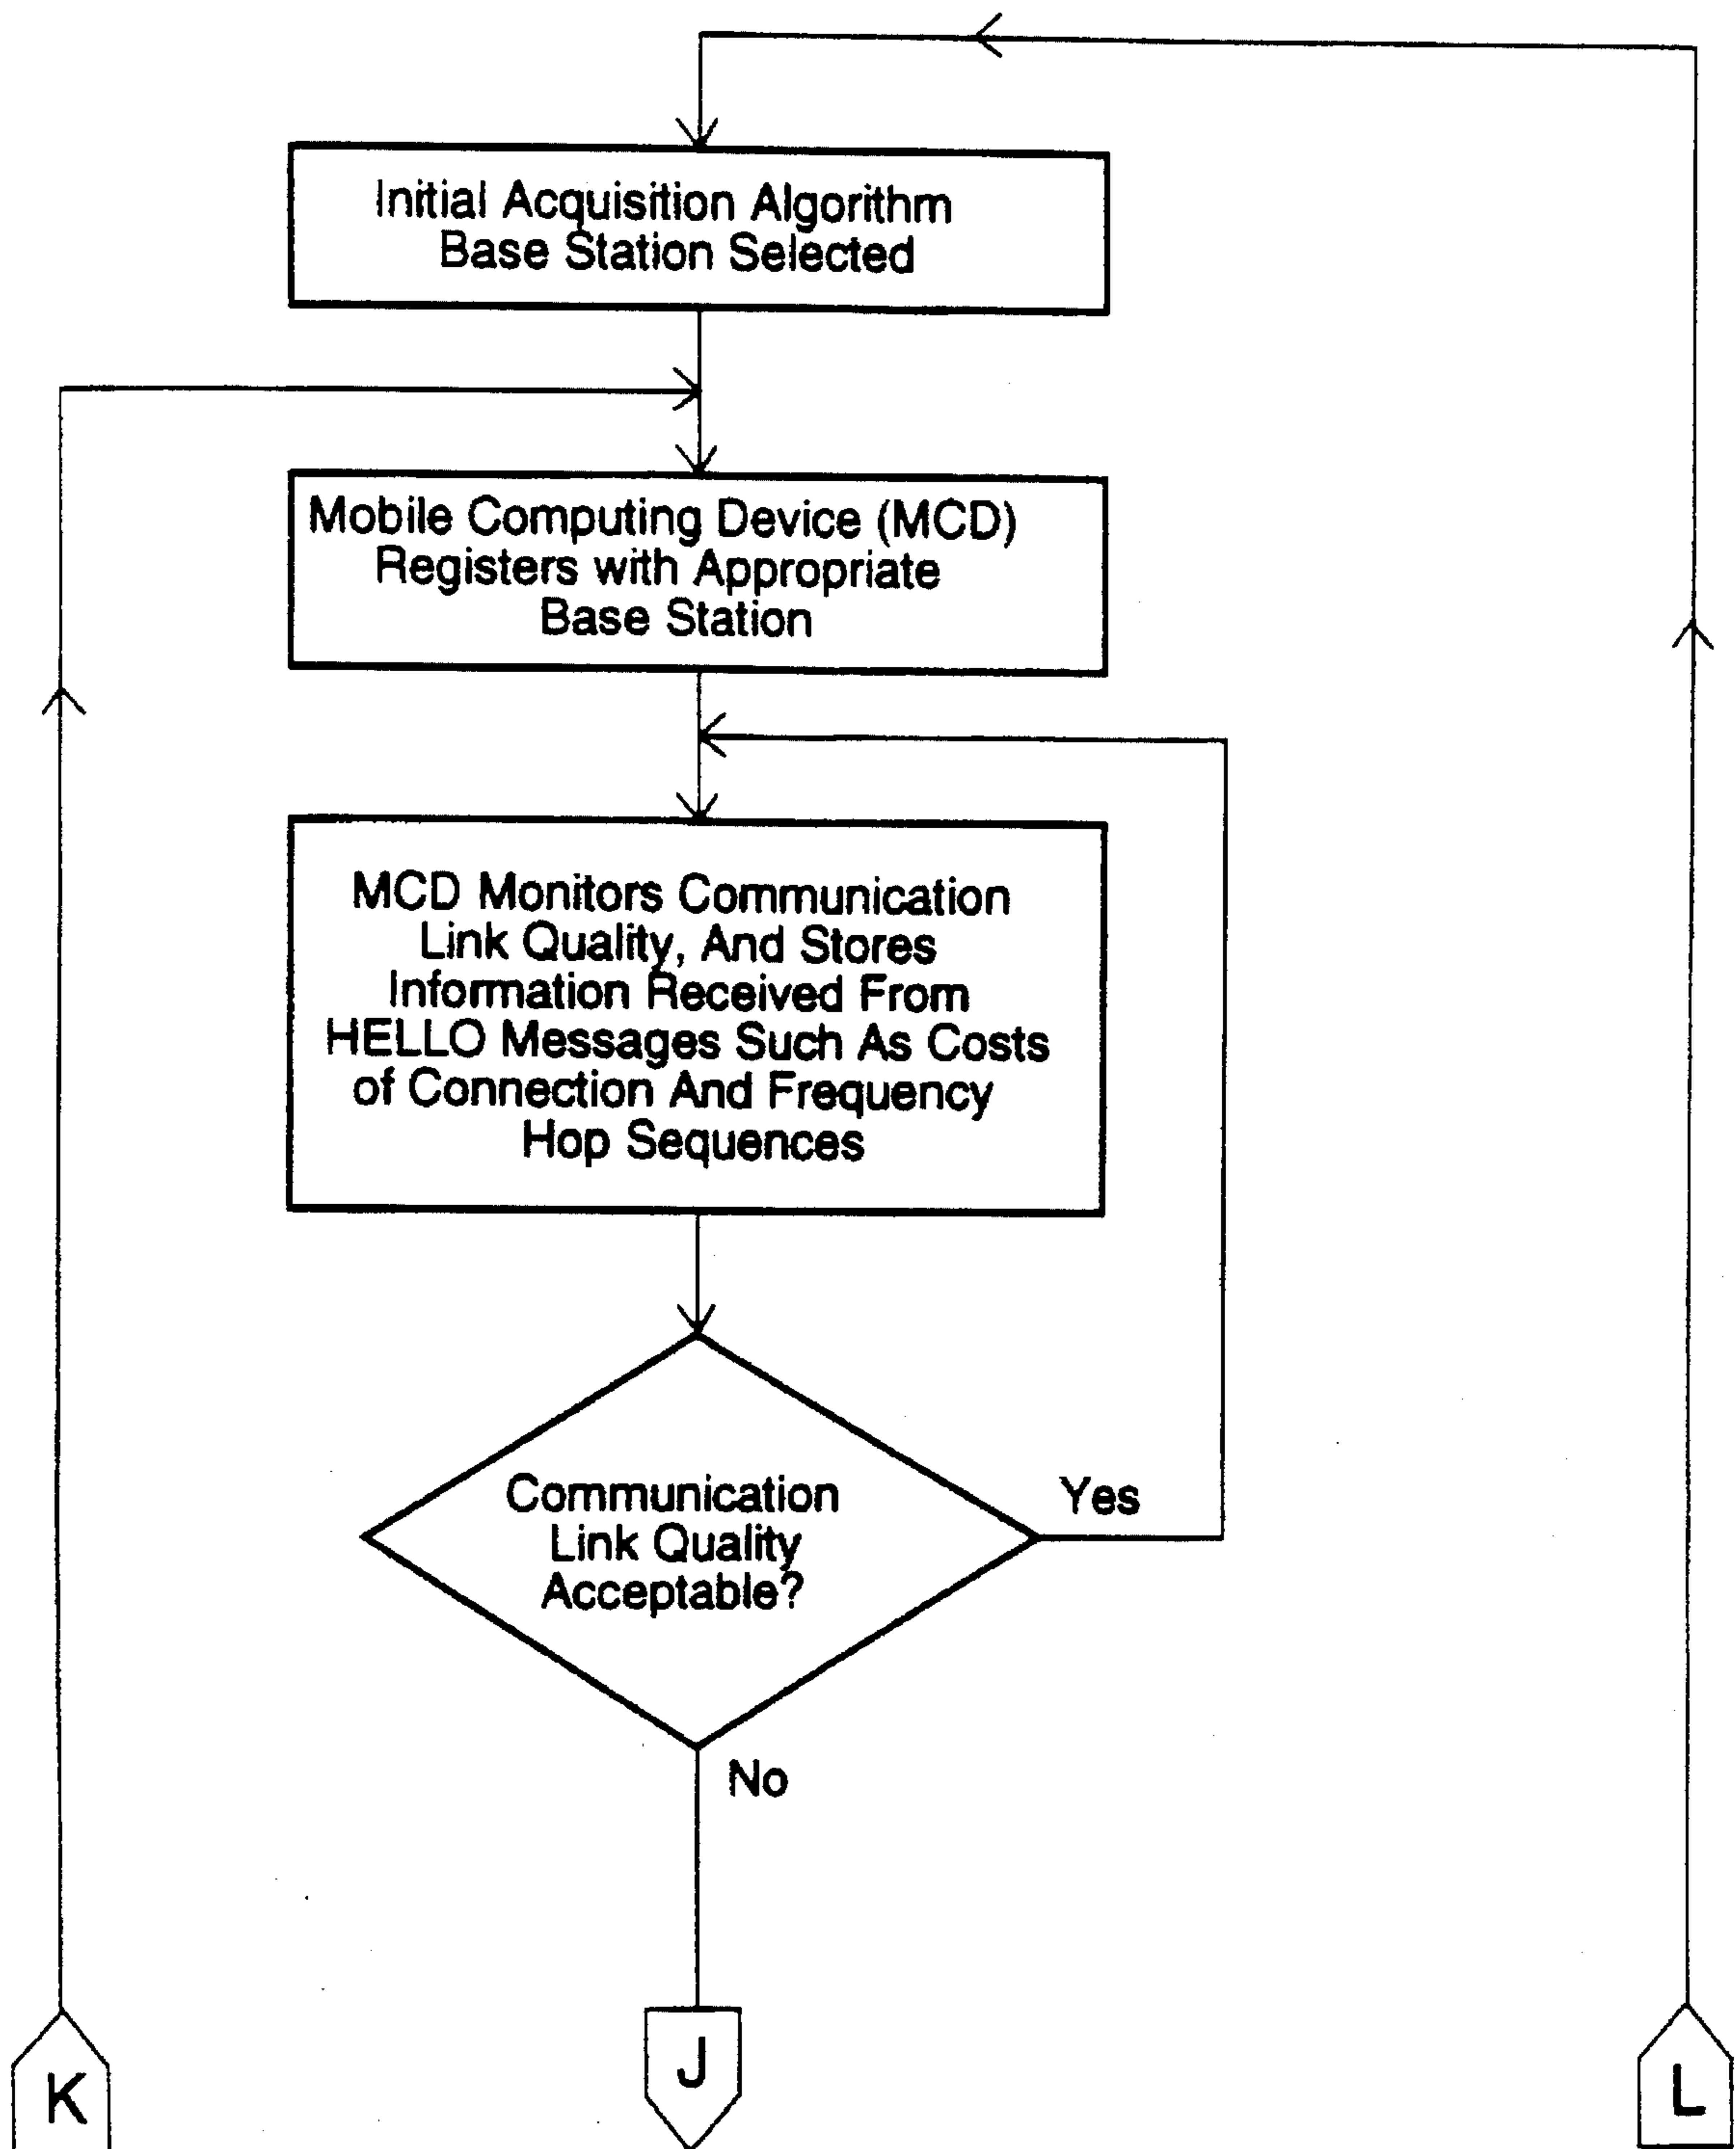 Initial Acquisition Algorithm
Base Station Selected
Mobile Computing Device (MCD)
Registers with Appropriate
Base Station
MCD Monitors Communication
Link Quality, And Stores
Information Received From
HELLO Messages Such As Costs
of Connection And Frequency
Hop Sequences
Communication
Link Quality
Acceptable?
Yes
No
K
J
L